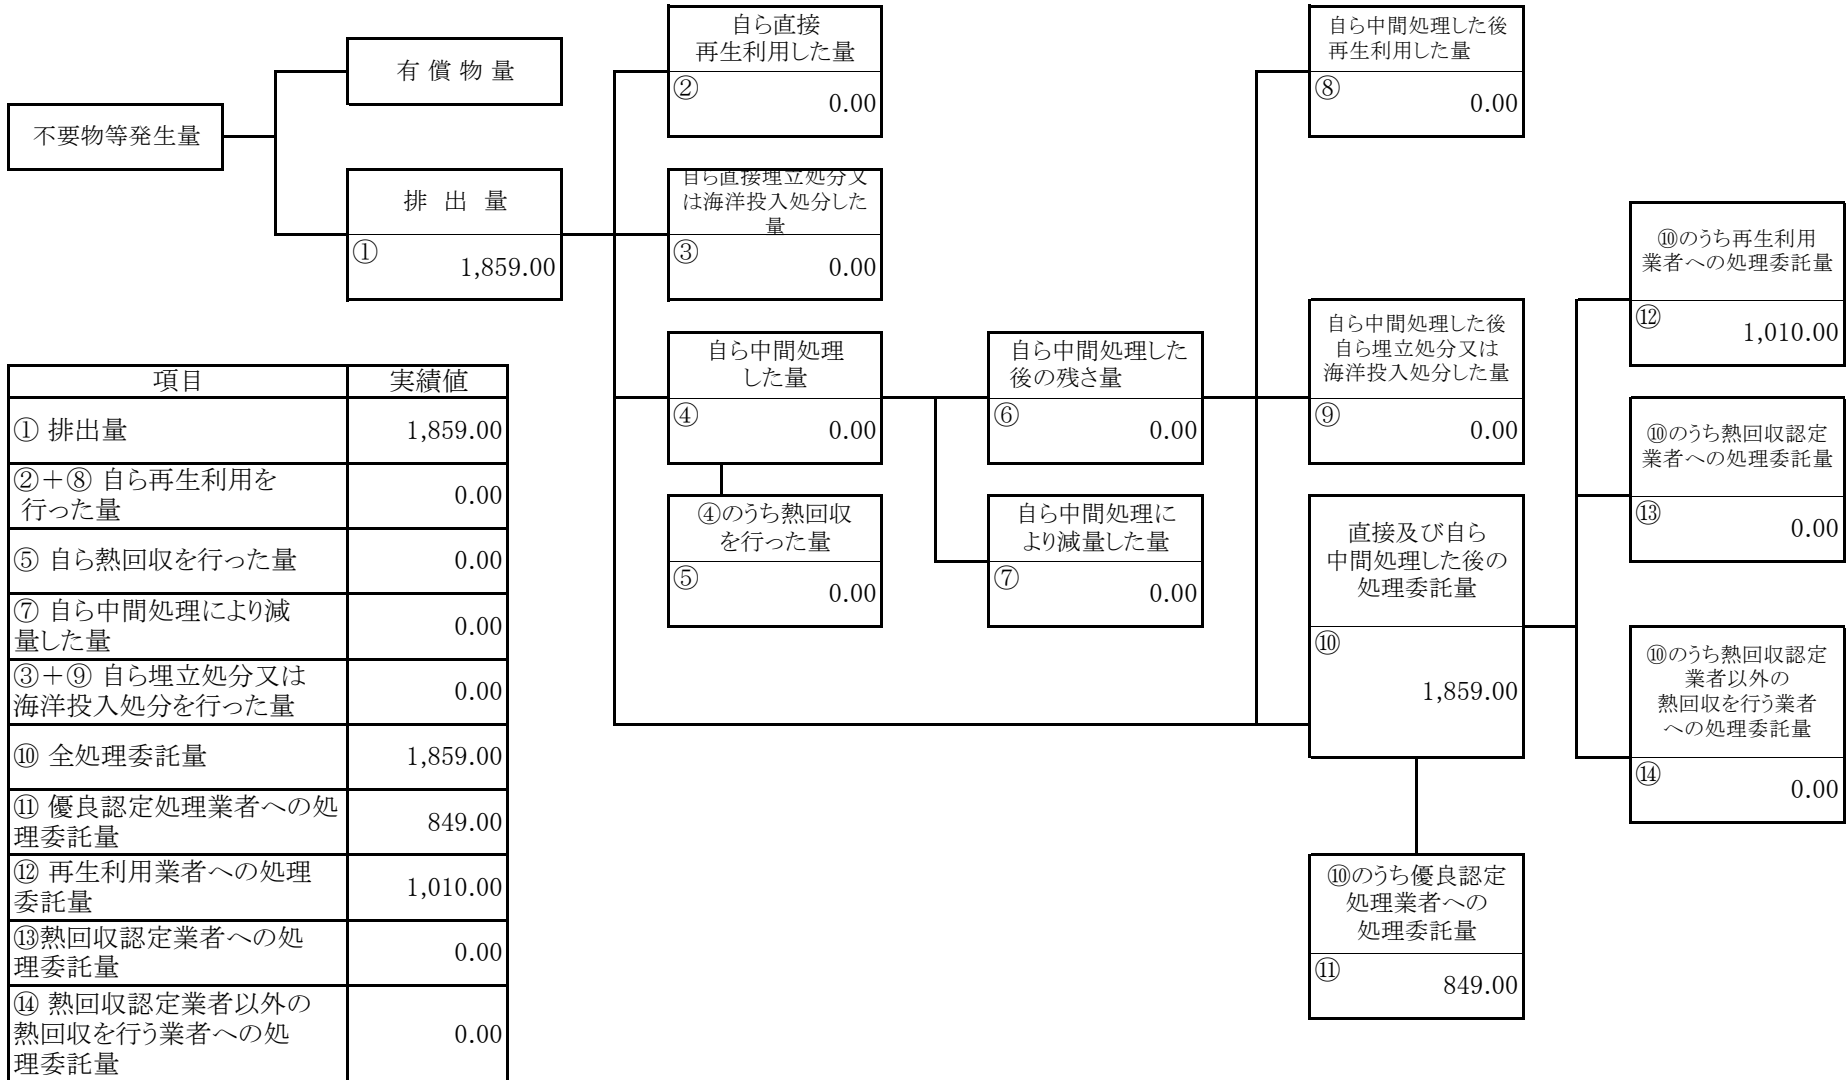 自ら直接
再生利用した量
②
0.00
自ら中間処理した後
再生利用した量
⑧
0.00
有 償 物 量
不要物等発生量
排 出 量
①
1,859.00
自ら直接埋立処分又
は海洋投入処分した
量
③
0.00
⑩のうち再生利用
業者への処理委託量
⑫
1,010.00
自ら中間処理
した量
④
0.00
自ら中間処理した
後の残さ量
⑥
0.00
自ら中間処理した後
自ら埋立処分又は
海洋投入処分した量
⑨
0.00
⑩のうち熱回収認定
業者への処理委託量
⑬
0.00
④のうち熱回収
を行った量
⑤
0.00
自ら中間処理に
より減量した量
⑦
0.00
直接及び自ら
中間処理した後の
処理委託量
⑩
1,859.00
⑩のうち熱回収認定
業者以外の
熱回収を行う業者
への処理委託量
⑭
0.00
⑩のうち優良認定
処理業者への
処理委託量
⑪
849.00
項目 実績値
① 排出量 1,859.00
②＋⑧ 自ら再生利用を
行った量 0.00
⑤ 自ら熱回収を行った量 0.00
⑦ 自ら中間処理により減
量した量 0.00
③＋⑨ 自ら埋立処分又は
海洋投入処分を行った量 0.00
⑩ 全処理委託量 1,859.00
⑪ 優良認定処理業者への処
理委託量 849.00
⑫ 再生利用業者への処理
委託量 1,010.00
⑬熱回収認定業者への処
理委託量 0.00
⑭ 熱回収認定業者以外の
熱回収を行う業者への処
理委託量 0.00